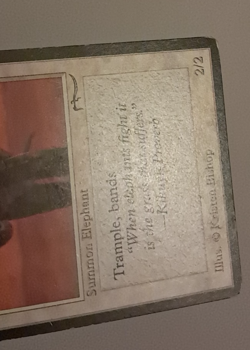 Summon Elephant
Trample, bands
"When elephants fight it
is the grass that suffers."
—Kikuyu Proverb
Illus. © Kristen Bishop
2/2